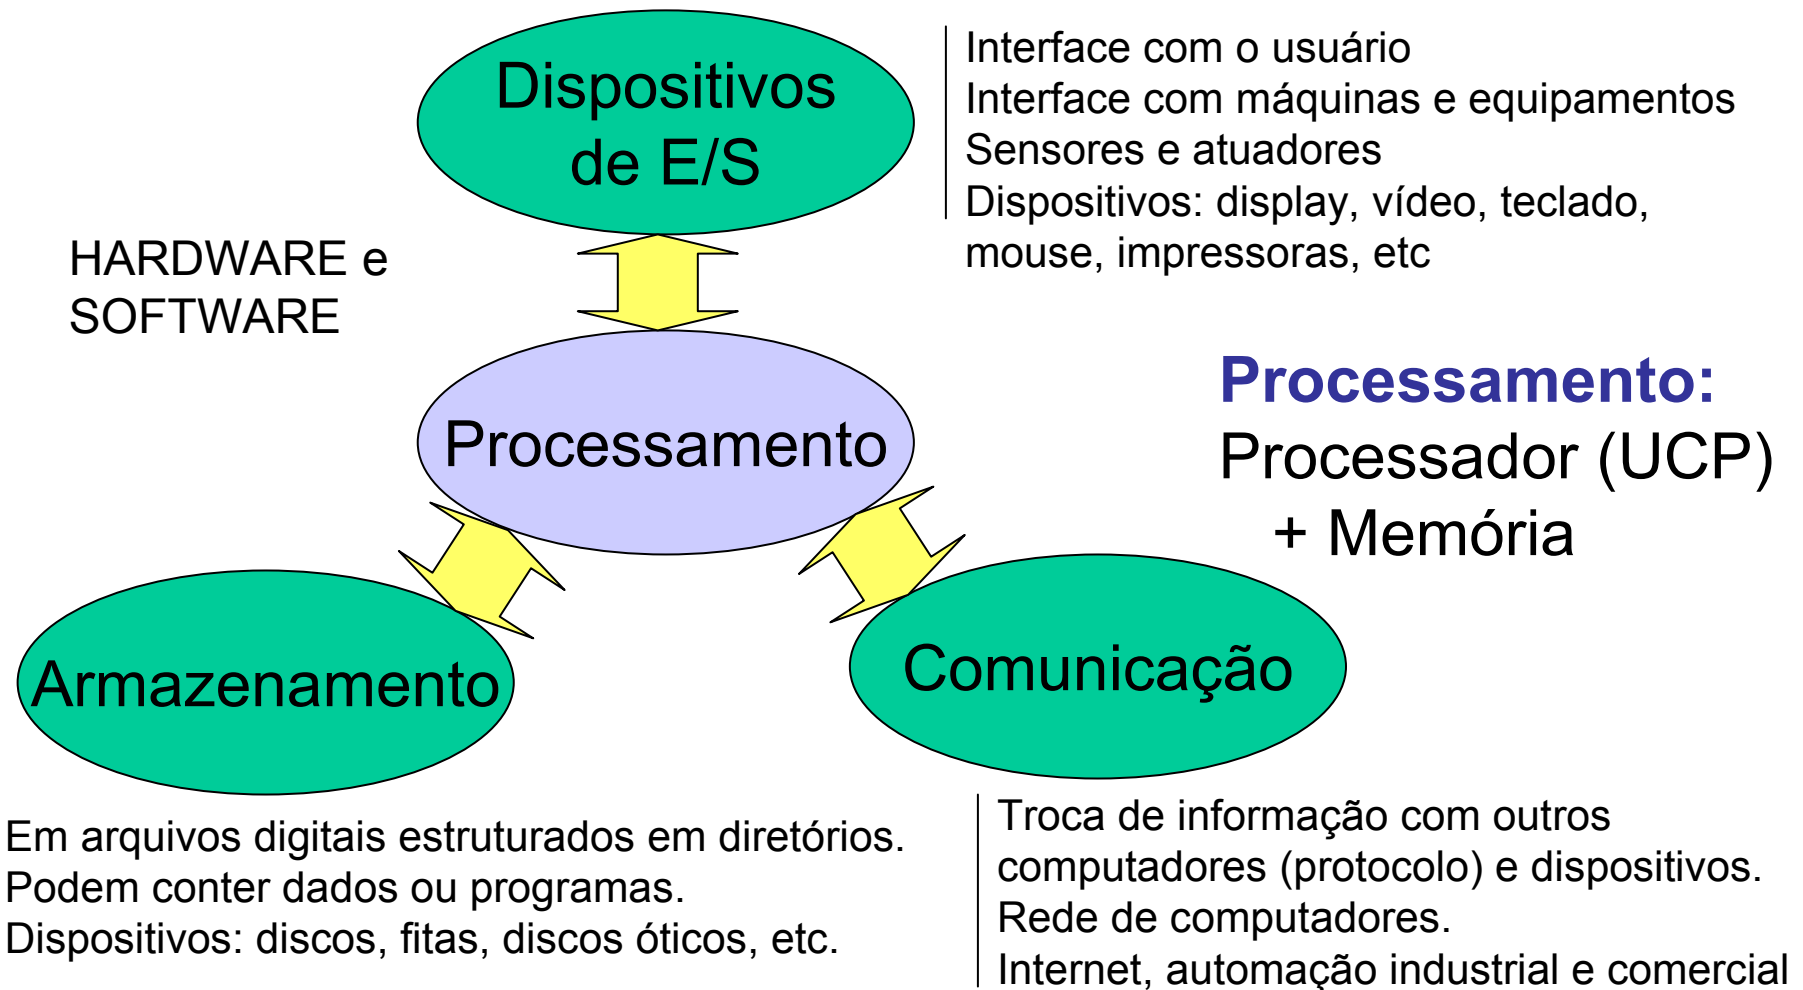 Dispositivos
de E/S
Interface com o usuário
Interface com máquinas e equipamentos
Sensores e atuadores
Dispositivos: display, vídeo, teclado,
mouse, impressoras, etc
HARDWARE e
SOFTWARE
Processamento
Processamento:
Processador (UCP)
+ Memória
Armazenamento
Comunicação
Em arquivos digitais estruturados em diretórios.
Podem conter dados ou programas.
Dispositivos: discos, fitas, discos óticos, etc.
Troca de informação com outros
computadores (protocolo) e dispositivos.
Rede de computadores.
Internet, automação industrial e comercial